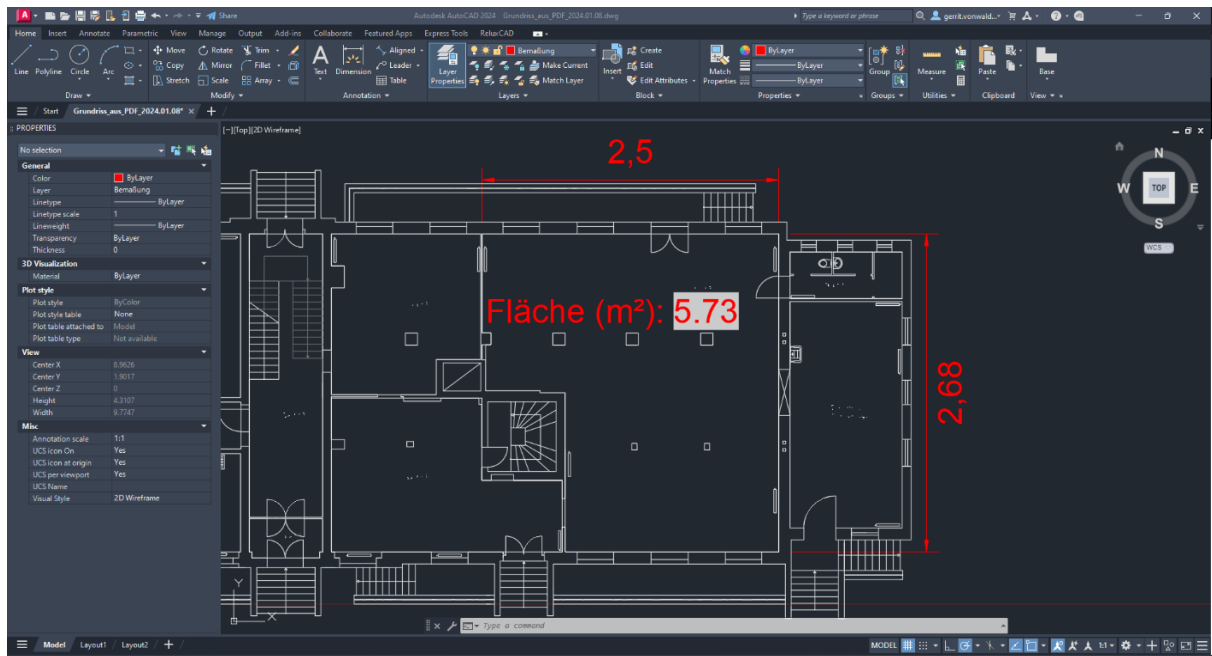 Share
Autodesk AutoCAD 2024 Grundriss_aus_PDF_2024.01.08.dwg
Type a keyword or phrase
gerrit.vonwald...
Home Insert Annotate Parametric View Manage Output Add-ins Collaborate Featured Apps Express Tools ReluxCAD
Line Polyline Circle Arc
Move Rotate Trim
Copy Mirror Fillet
Stretch Scale Array
Text Dimension
Aligned
Leader
Table
Layer Properties
Bemaßung
Make Current
Match Layer
Insert
Create
Edit
Edit Attributes
Match Properties
ByLayer
ByLayer
ByLayer
Group
Measure
Paste
Base
Draw Modify Annotation Layers Block Properties Groups Utilities Clipboard View
Start Grundriss_aus_PDF_2024.01.08*
PROPERTIES
[−][Top][2D Wireframe]
No selection
General
Color ByLayer
Layer Bemaßung
Linetype ByLayer
Linetype scale 1
Lineweight ByLayer
Transparency ByLayer
Thickness 0
3D Visualization
Material ByLayer
Plot style
Plot style ByColor
Plot style table None
Plot table attached to Model
Plot table type Not available
View
Center X 8.9626
Center Y 1.9017
Center Z 0
Height 4.3107
Width 9.7747
Misc
Annotation scale 1:1
UCS icon On Yes
UCS icon at origin Yes
UCS per viewport Yes
UCS Name
Visual Style 2D Wireframe
2,5
Fläche (m²): 5.73
2,68
N
W TOP E
S
WCS
Y
X
Type a command
Model Layout1 Layout2
MODEL
1:1